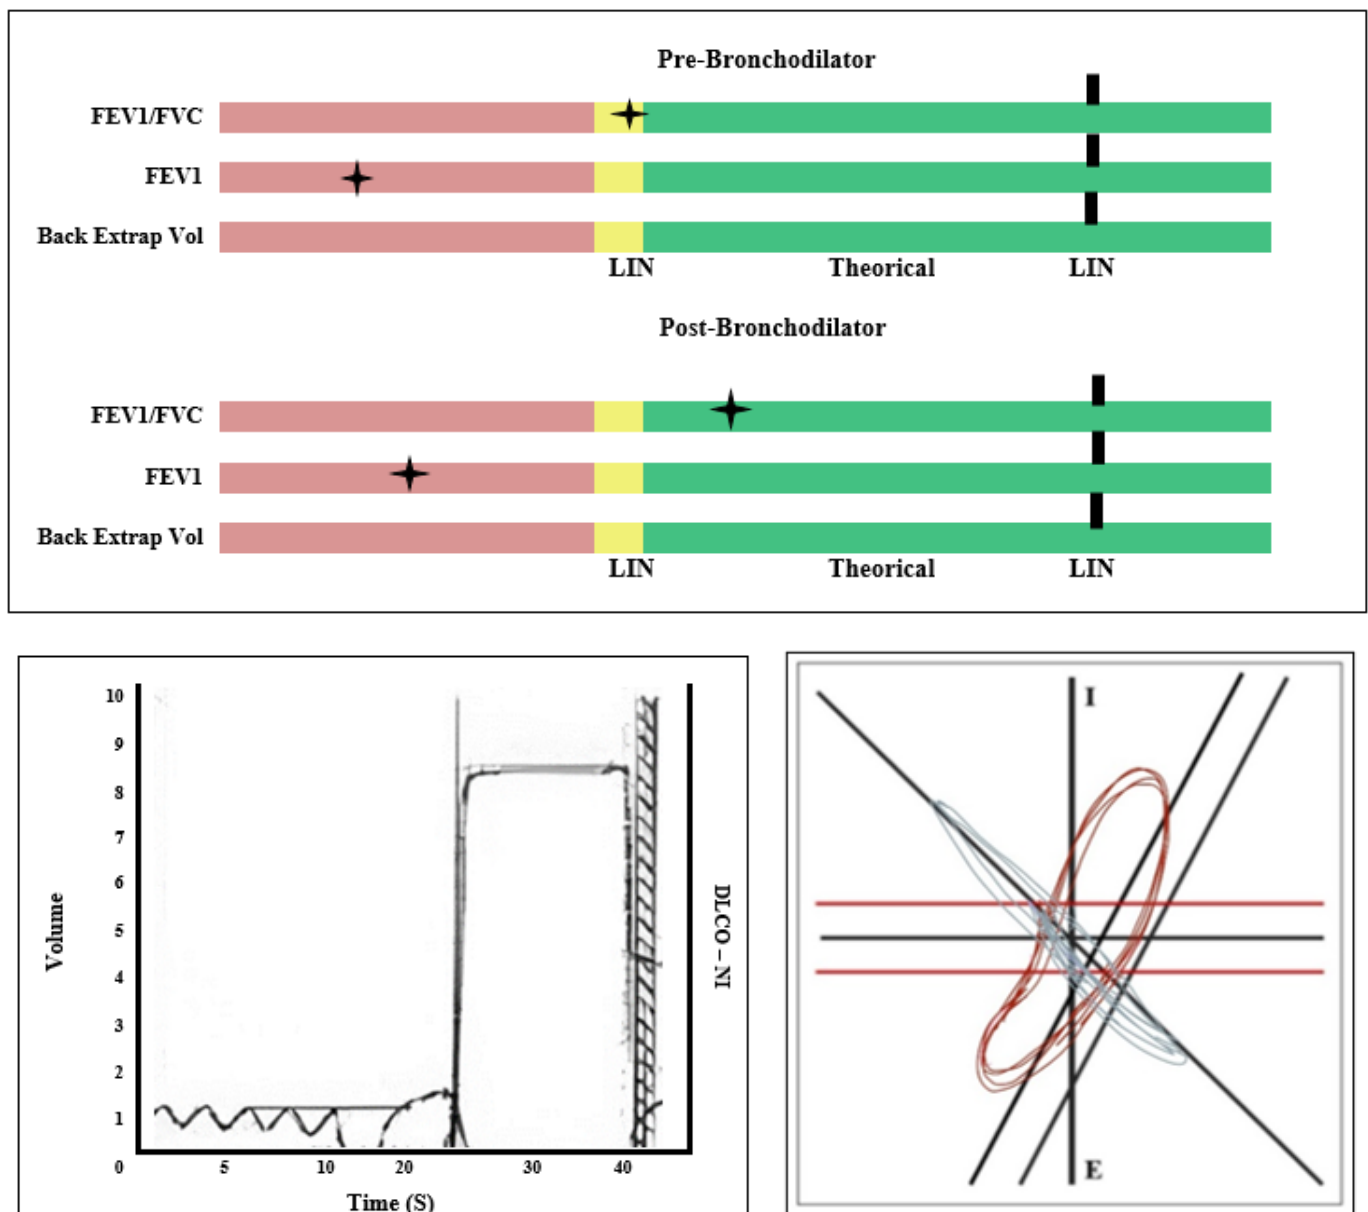 Pre-Bronchodilator
FEV1/FVC
FEV1
Back Extrap Vol
LIN Theorical LIN
Post-Bronchodilator
FEV1/FVC
FEV1
Back Extrap Vol
LIN Theorical LIN
10
9
8
7
6
5
4
3
2
1
0 5 10 20 30 40
Volume
Time (S)
DLCO – NI
I
E